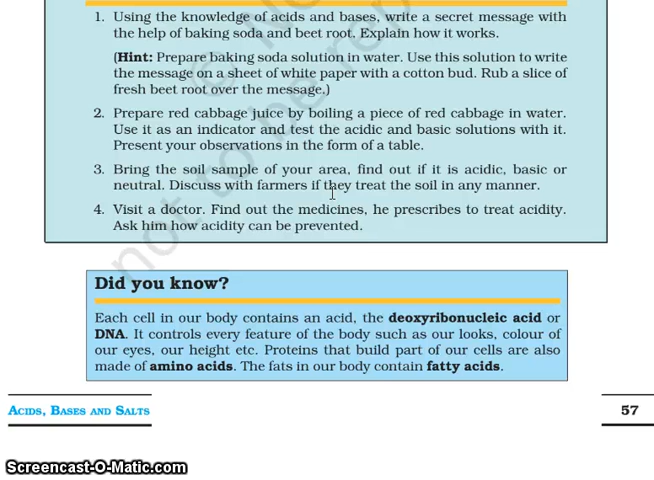 1. Using the knowledge of acids and bases, write a secret message with
the help of baking soda and beet root. Explain how it works.
(Hint: Prepare baking soda solution in water. Use this solution to write
the message on a sheet of white paper with a cotton bud. Rub a slice of
fresh beet root over the message.)
2. Prepare red cabbage juice by boiling a piece of red cabbage in water.
Use it as an indicator and test the acidic and basic solutions with it.
Present your observations in the form of a table.
3. Bring the soil sample of your area, find out if it is acidic, basic or
neutral. Discuss with farmers if they treat the soil in any manner.
4. Visit a doctor. Find out the medicines, he prescribes to treat acidity.
Ask him how acidity can be prevented.
not to be rep
Did you know?
Each cell in our body contains an acid, the deoxyribonucleic acid or
DNA. It controls every feature of the body such as our looks, colour of
our eyes, our height etc. Proteins that build part of our cells are also
made of amino acids. The fats in our body contain fatty acids.
ACIDS, BASES AND SALTS
57
Screencast-O-Matic.com